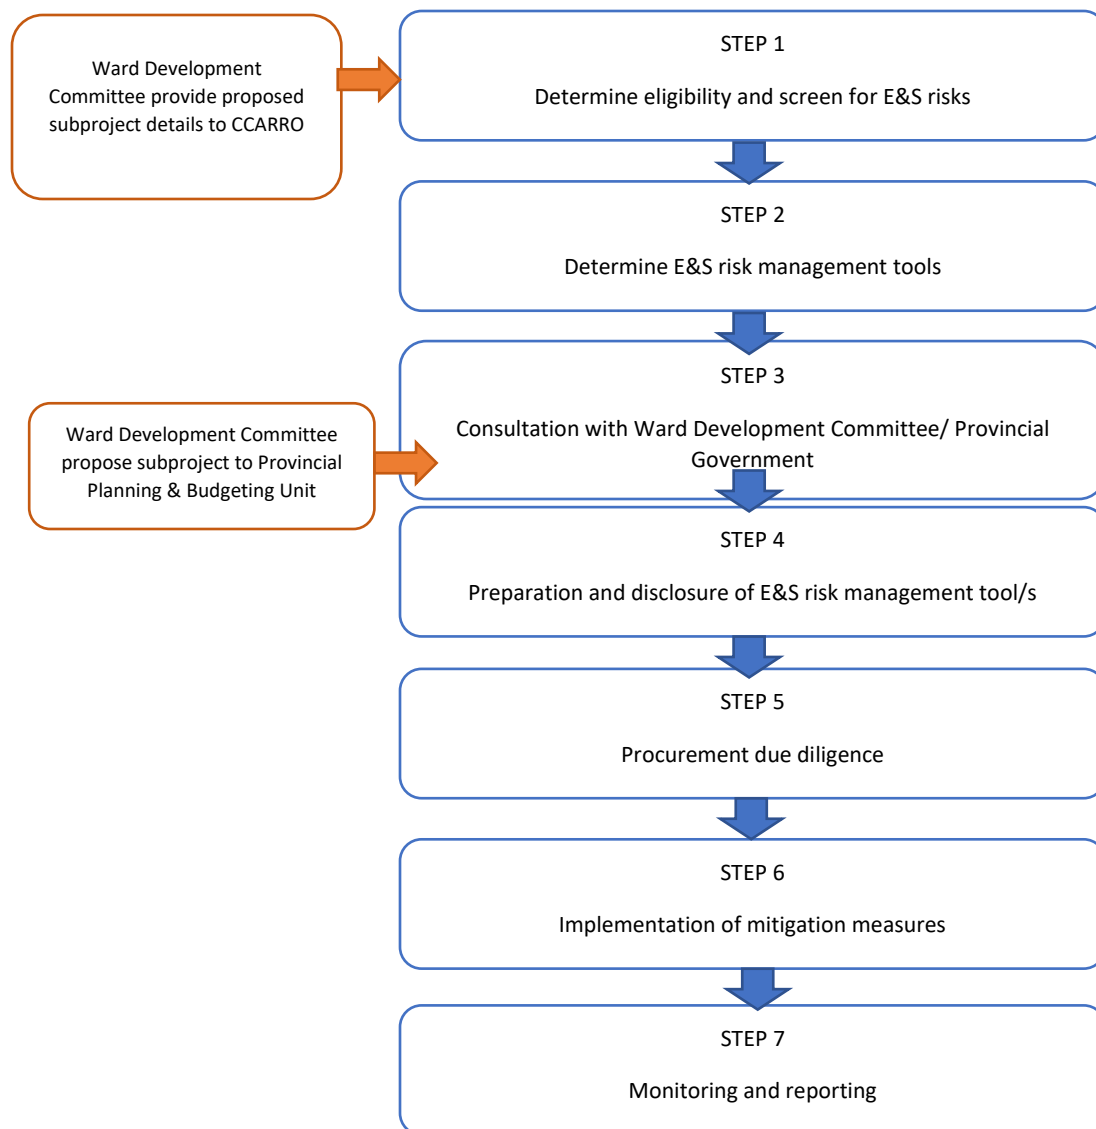 Ward Development
Committee provide proposed
subproject details to CCARRO
STEP 1
Determine eligibility and screen for E&S risks
STEP 2
Determine E&S risk management tools
STEP 3
Consultation with Ward Development Committee/ Provincial
Government
Ward Development Committee
propose subproject to Provincial
Planning & Budgeting Unit
STEP 4
Preparation and disclosure of E&S risk management tool/s
STEP 5
Procurement due diligence
STEP 6
Implementation of mitigation measures
STEP 7
Monitoring and reporting